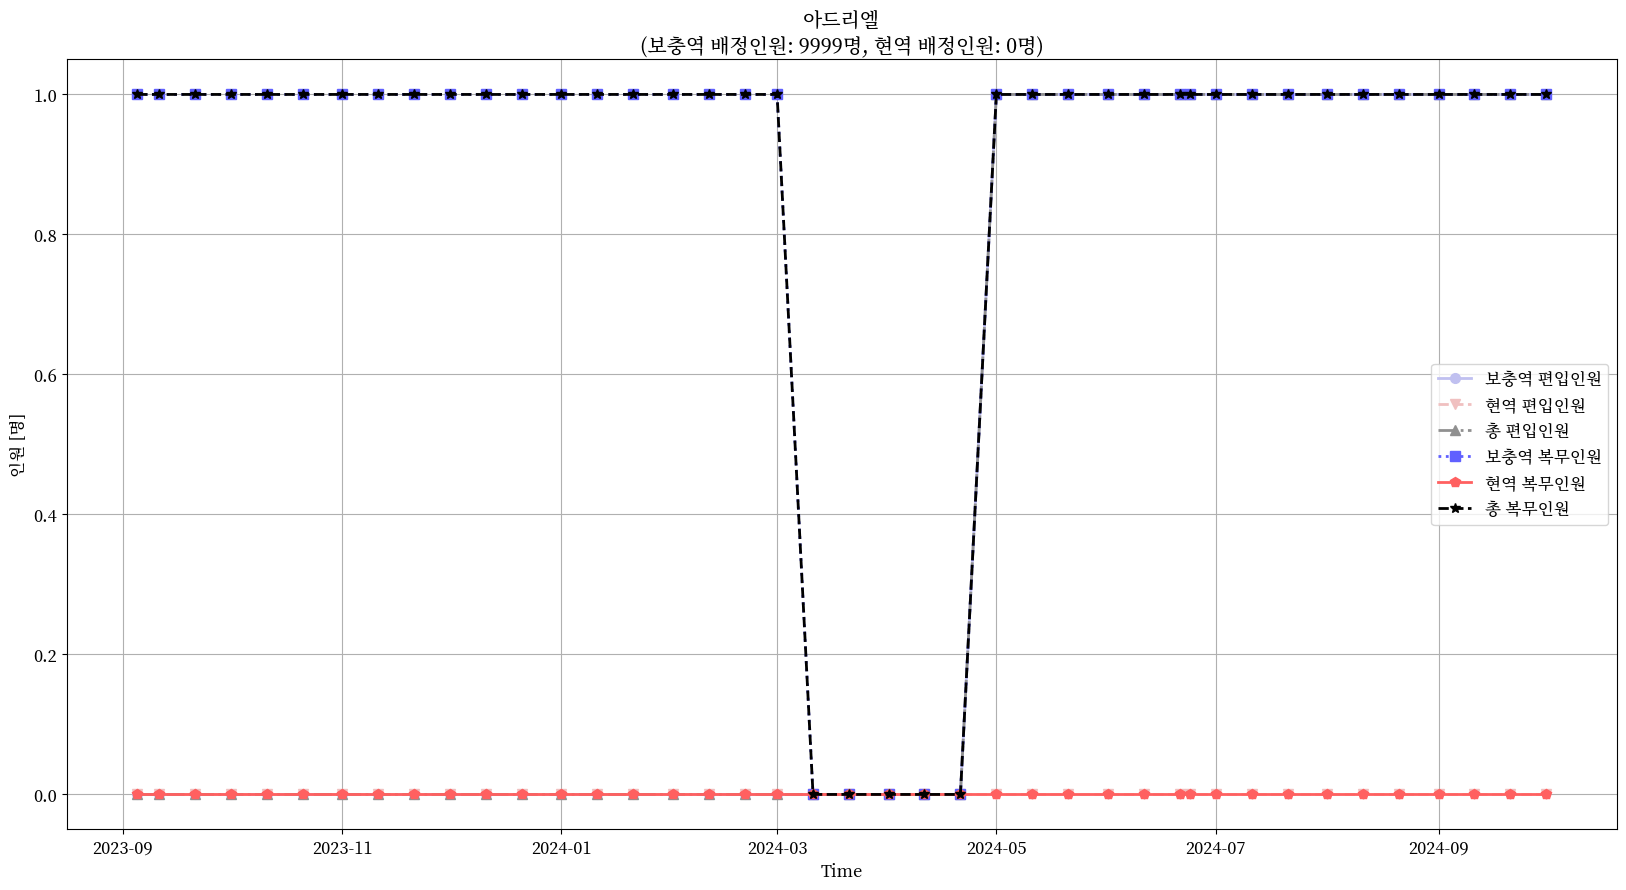 아드리엘
(보충역 배정인원: 9999명, 현역 배정인원: 0명)
1.0
0.8
0.6
0.4
0.2
0.0
인원 [명]
보충역 편입인원
현역 편입인원
총 편입인원
보충역 복무인원
현역 복무인원
총 복무인원
2023-09 2023-11 2024-01 2024-03 2024-05 2024-07 2024-09
Time